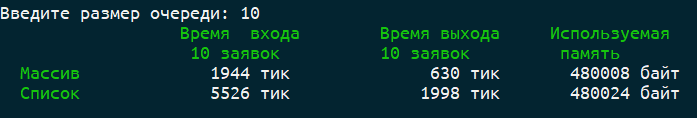 Введите размер очереди: 10
Время входа Время выхода Используемая
10 заявок 10 заявок память
Массив 1944 тик 630 тик 480008 байт
Список 5526 тик 1998 тик 480024 байт